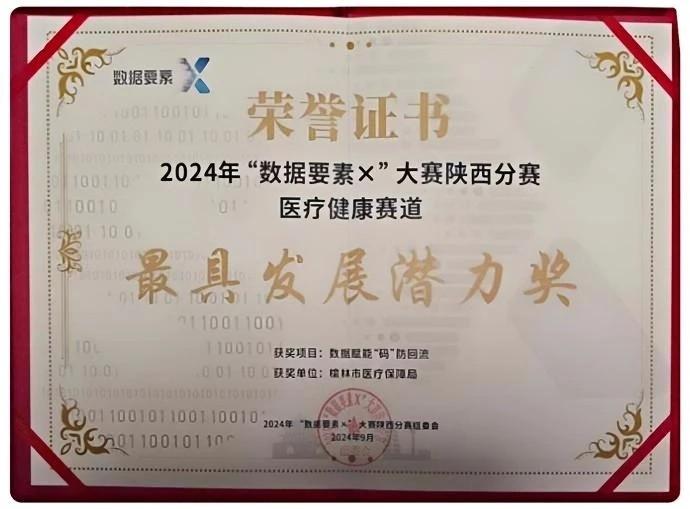 数据要素
荣誉证书
2024年“数据要素×”大赛陕西分赛
医疗健康赛道
最具发展潜力奖
获奖项目：数据赋能“码”防回流
获奖单位：榆林市医疗保障局
2024年 “数据要素×”大赛陕西分赛组委会
2024年9月